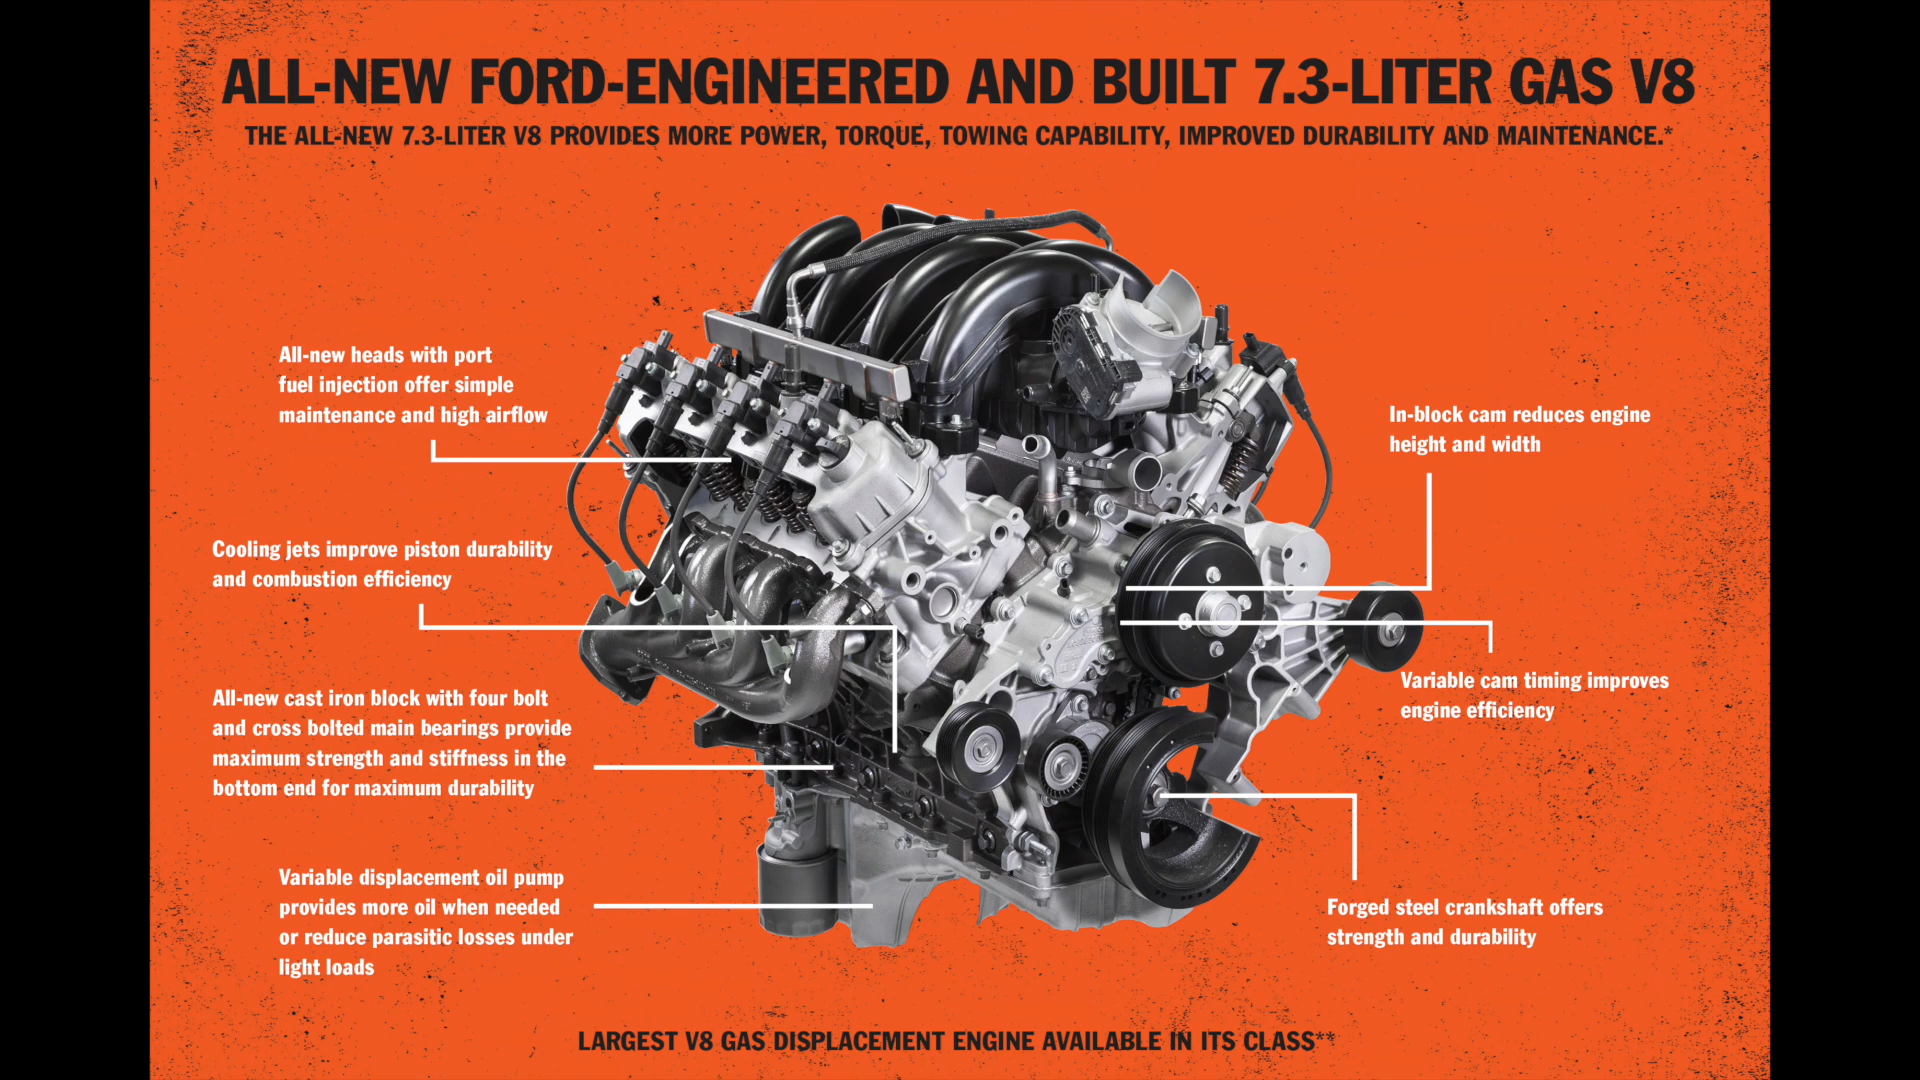 ALL-NEW FORD-ENGINEERED AND BUILT 7.3-LITER GAS V8
THE ALL-NEW 7.3-LITER V8 PROVIDES MORE POWER, TORQUE, TOWING CAPABILITY, IMPROVED DURABILITY AND MAINTENANCE.*
All-new heads with port
fuel injection offer simple
maintenance and high airflow
Cooling jets improve piston durability
and combustion efficiency
All-new cast iron block with four bolt
and cross bolted main bearings provide
maximum strength and stiffness in the
bottom end for maximum durability
Variable displacement oil pump
provides more oil when needed
or reduce parasitic losses under
light loads
In-block cam reduces engine
height and width
Variable cam timing improves
engine efficiency
Forged steel crankshaft offers
strength and durability
LARGEST V8 GAS DISPLACEMENT ENGINE AVAILABLE IN ITS CLASS**